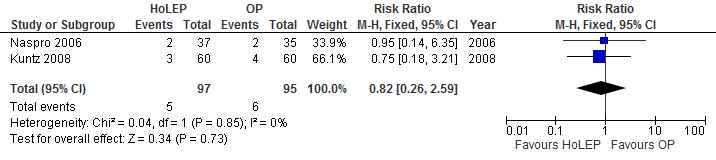 HoLEP OP Risk Ratio Risk Ratio
Study or Subgroup Events Total Events Total Weight M-H, Fixed, 95% CI Year M-H, Fixed, 95% CI
Naspro 2006 2 37 2 35 33.9% 0.95 [0.14, 6.35] 2006
Kuntz 2008 3 60 4 60 66.1% 0.75 [0.18, 3.21] 2008
Total (95% CI) 97 95 100.0% 0.82 [0.26, 2.59]
Total events 5 6
Heterogeneity: Chi² = 0.04, df = 1 (P = 0.85); I² = 0%
Test for overall effect: Z = 0.34 (P = 0.73)
0.01 0.1 1 10 100
Favours HoLEP Favours OP